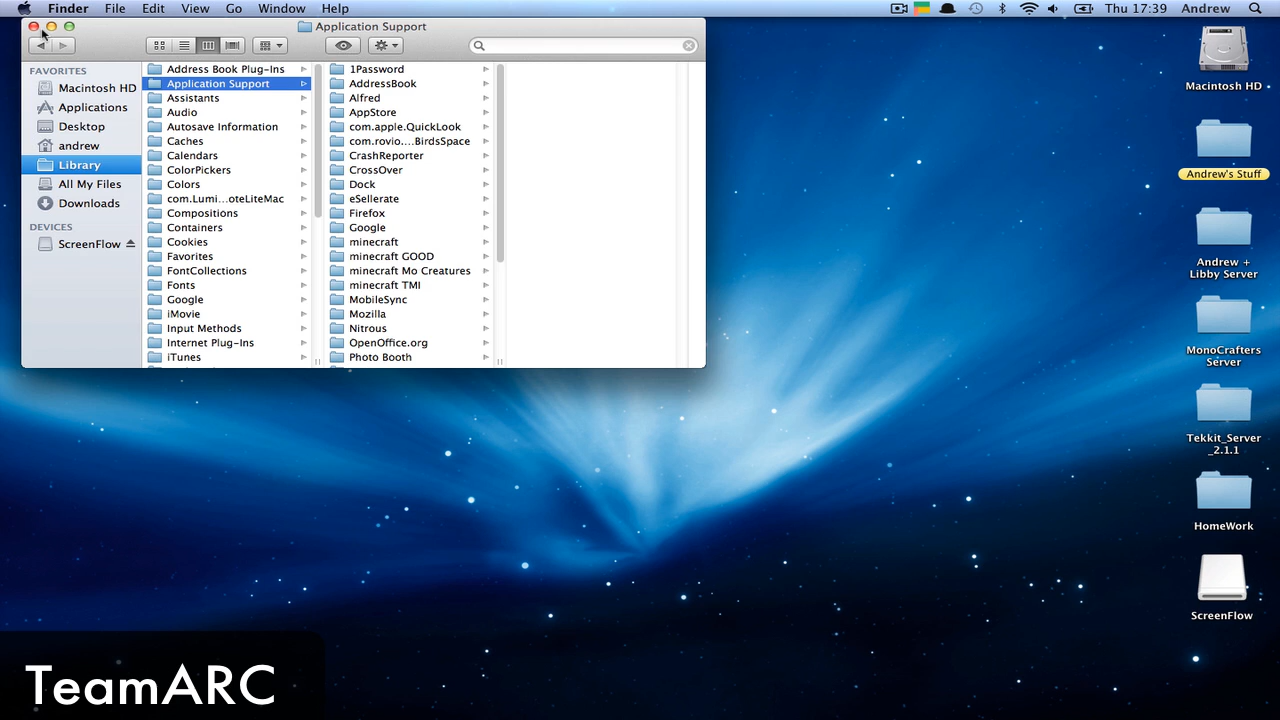 Finder File Edit View Go Window Help Thu 17:39 Andrew
Application Support
FAVORITES
Macintosh HD
Applications
Desktop
andrew
Library
All My Files
Downloads
DEVICES
ScreenFlow
Address Book Plug-Ins
Application Support
Assistants
Audio
Autosave Information
Caches
Calendars
ColorPickers
Colors
com.Lumi...oteLiteMac
Compositions
Containers
Cookies
Favorites
FontCollections
Fonts
Google
iMovie
Input Methods
Internet Plug-Ins
iTunes
1Password
AddressBook
Alfred
AppStore
com.apple.QuickLook
com.rovio....BirdsSpace
CrashReporter
CrossOver
Dock
eSellerate
Firefox
Google
minecraft
minecraft GOOD
minecraft Mo Creatures
minecraft TMI
MobileSync
Mozilla
Nitrous
OpenOffice.org
Photo Booth
Macintosh HD
Andrew's Stuff
Andrew +
Libby Server
MonoCrafters
Server
Tekkit_Server
_2.1.1
HomeWork
ScreenFlow
TeamARC